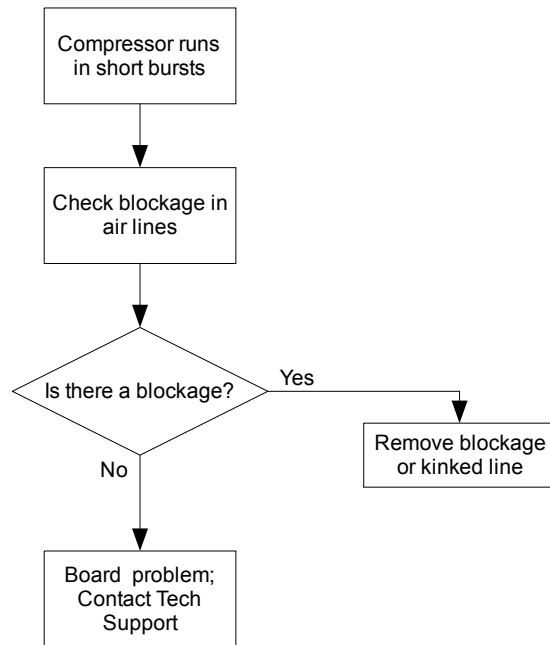 Compressor runs
in short bursts
Check blockage in
air lines
Is there a blockage?
Yes
Remove blockage
or kinked line
No
Board problem;
Contact Tech
Support